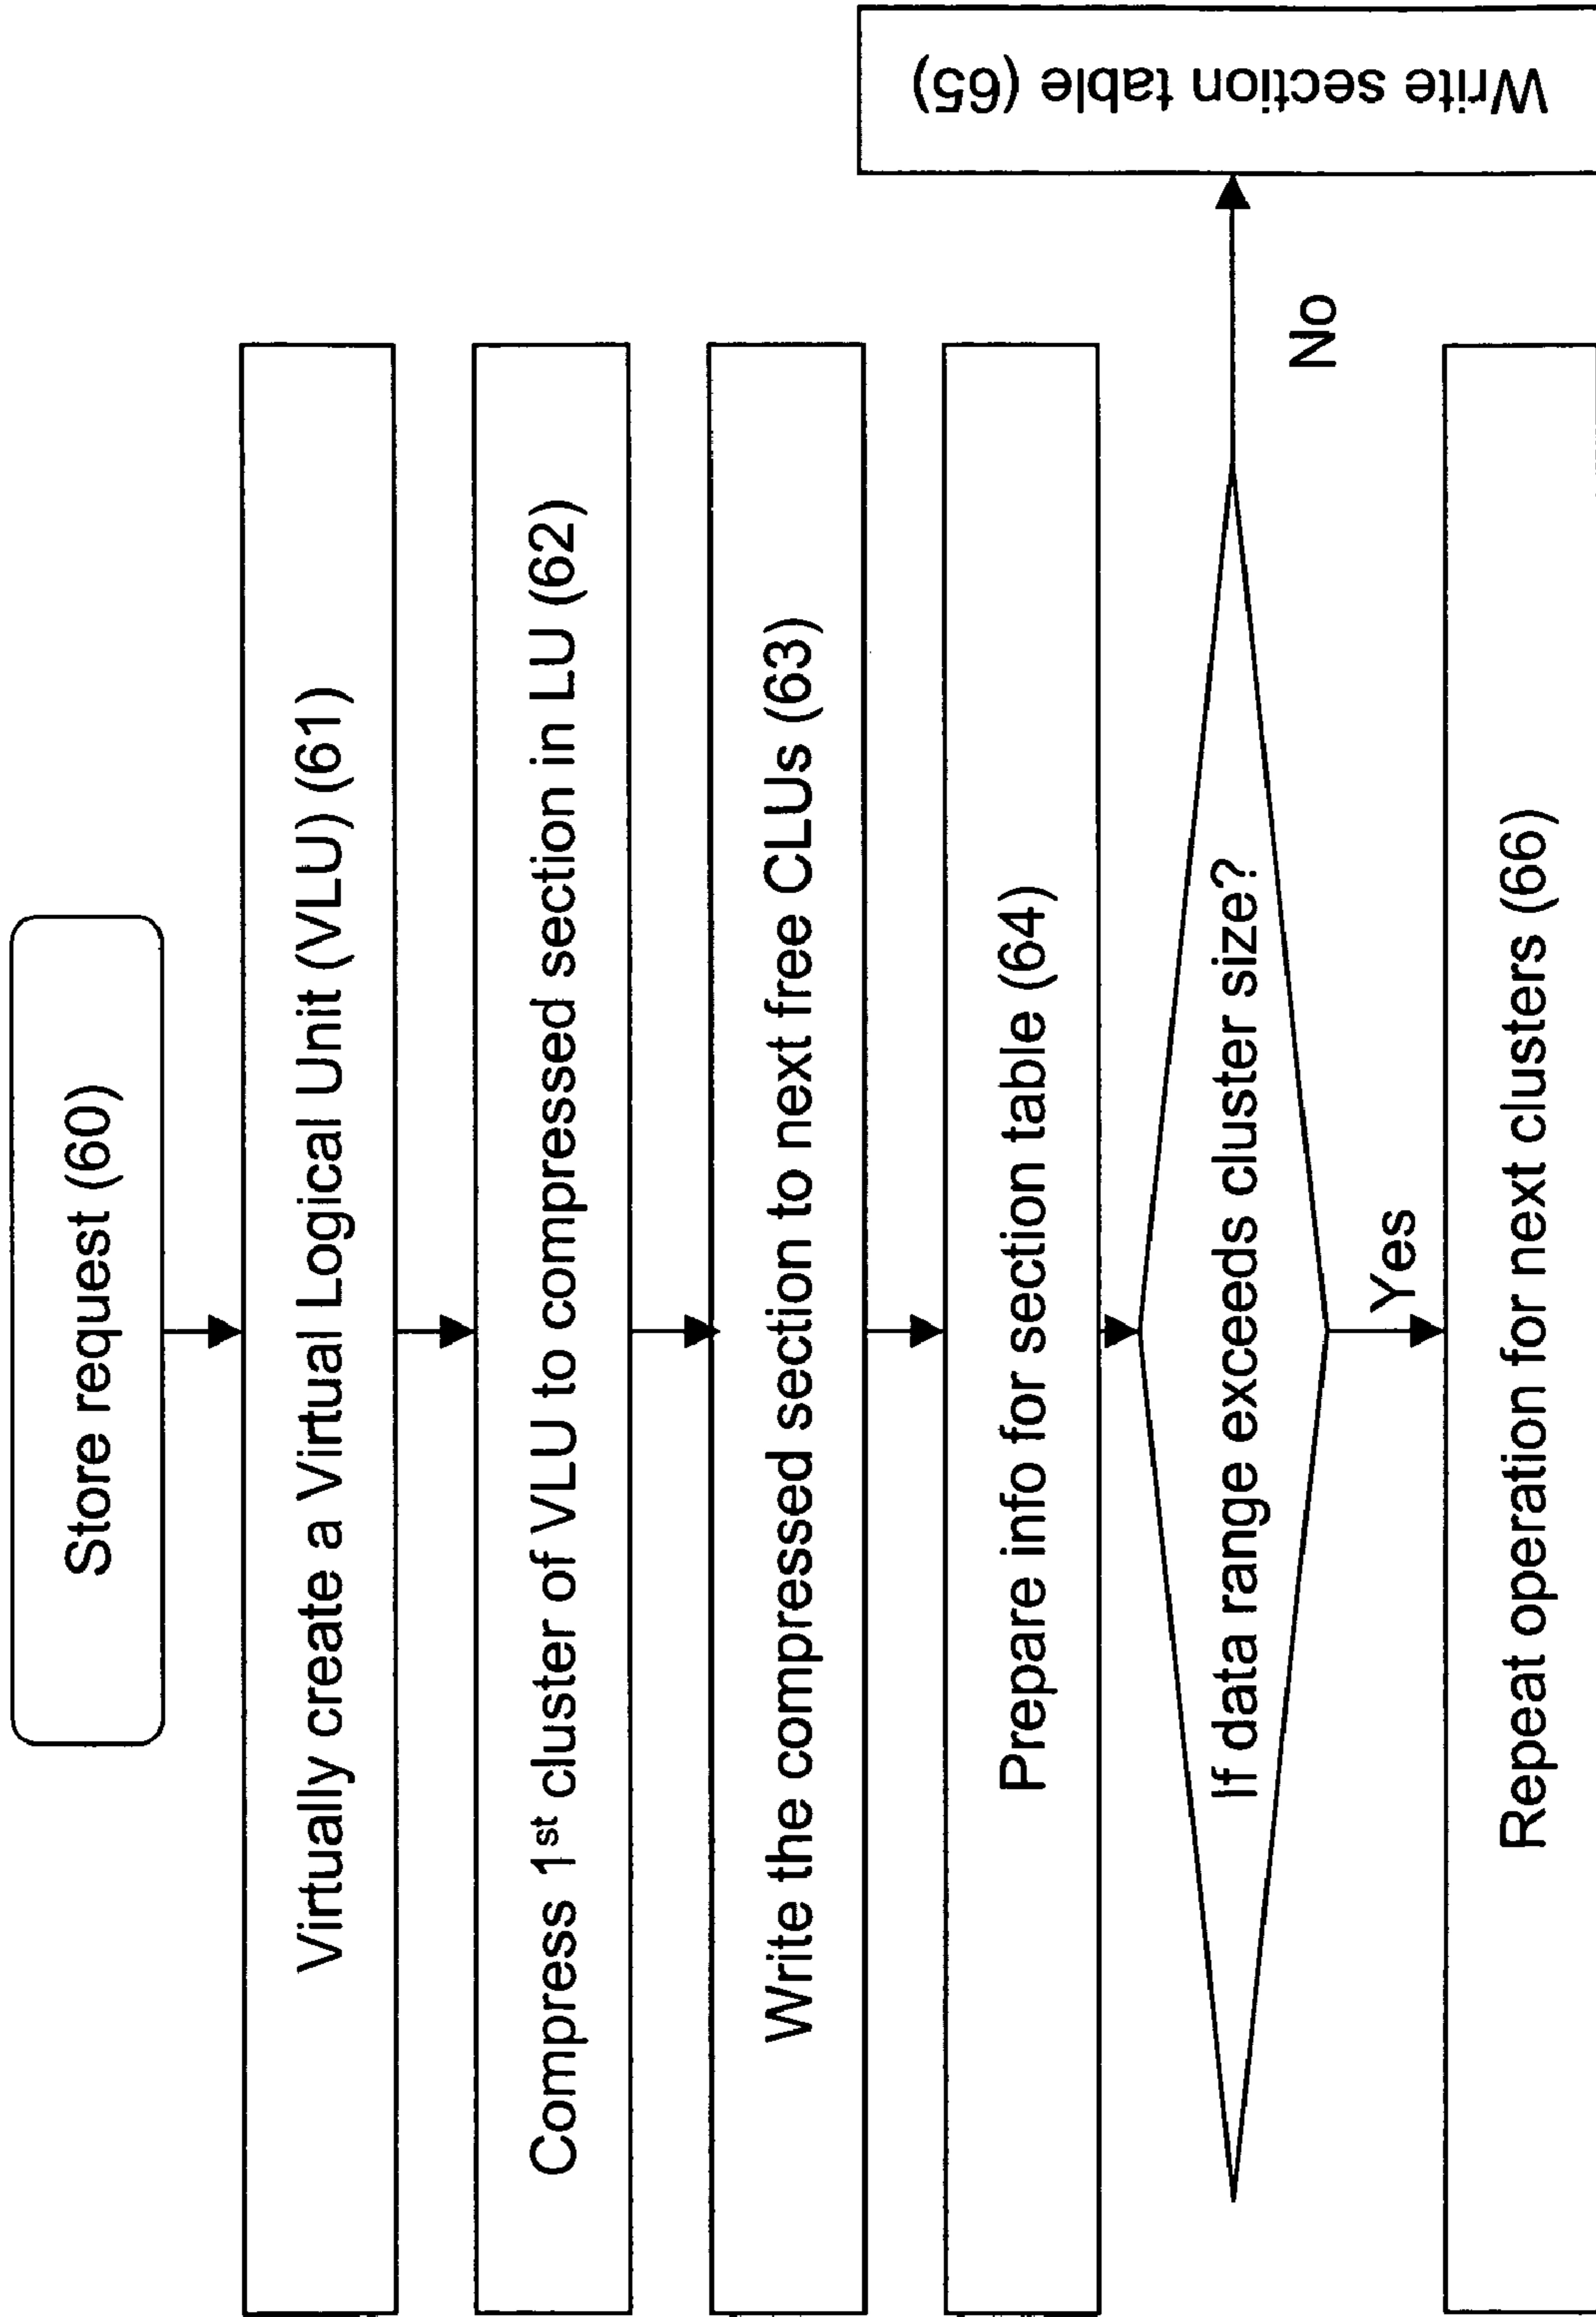 Store request (60)
Virtually create a Virtual Logical Unit (VLU) (61)
Compress 1st cluster of VLU to compressed section in LU (62)
Write the compressed section to next free CLUs (63)
Prepare info for section table (64)
If data range exceeds cluster size?
No
Write section table (65)
Yes
Repeat operation for next clusters (66)